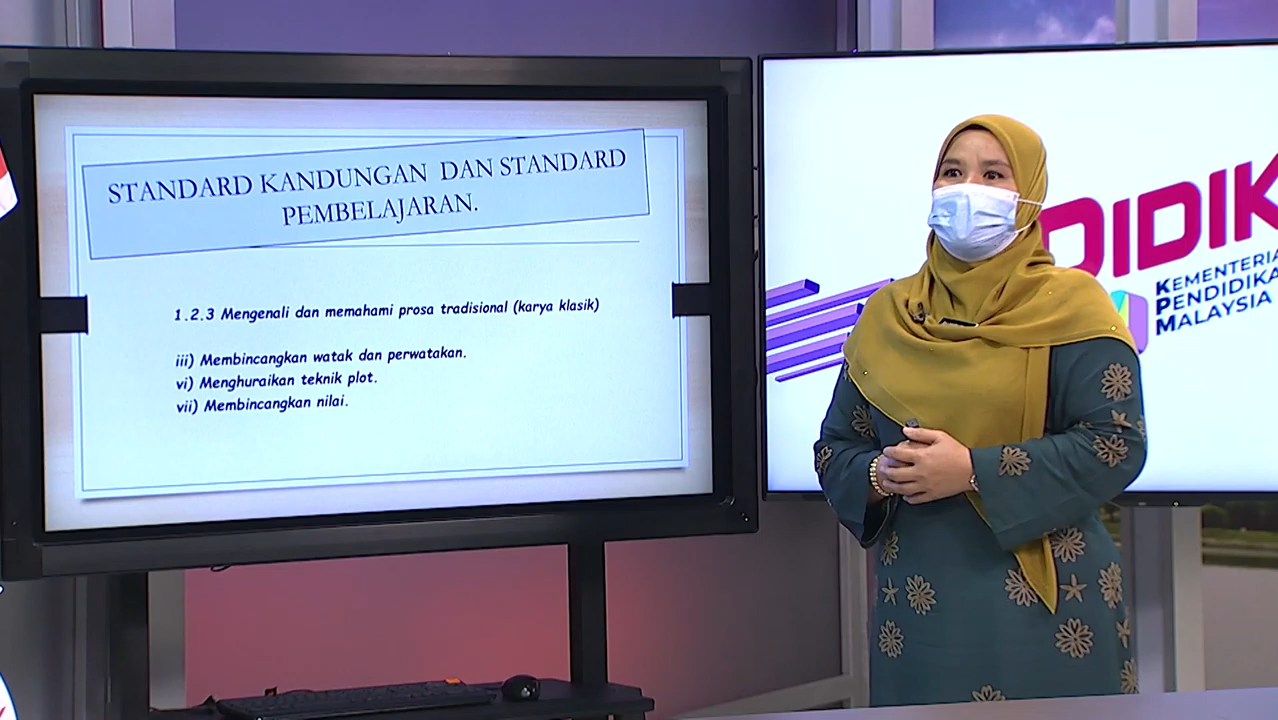 STANDARD KANDUNGAN DAN STANDARD
PEMBELAJARAN.
1.2.3 Mengenali dan memahami prosa tradisional (karya klasik)
iii) Membincangkan watak dan perwatakan.
vi) Menghuraikan teknik plot.
vii) Membincangkan nilai.
DIDIK
KEMENTERIA
PENDIDIKA
MALAYSIA